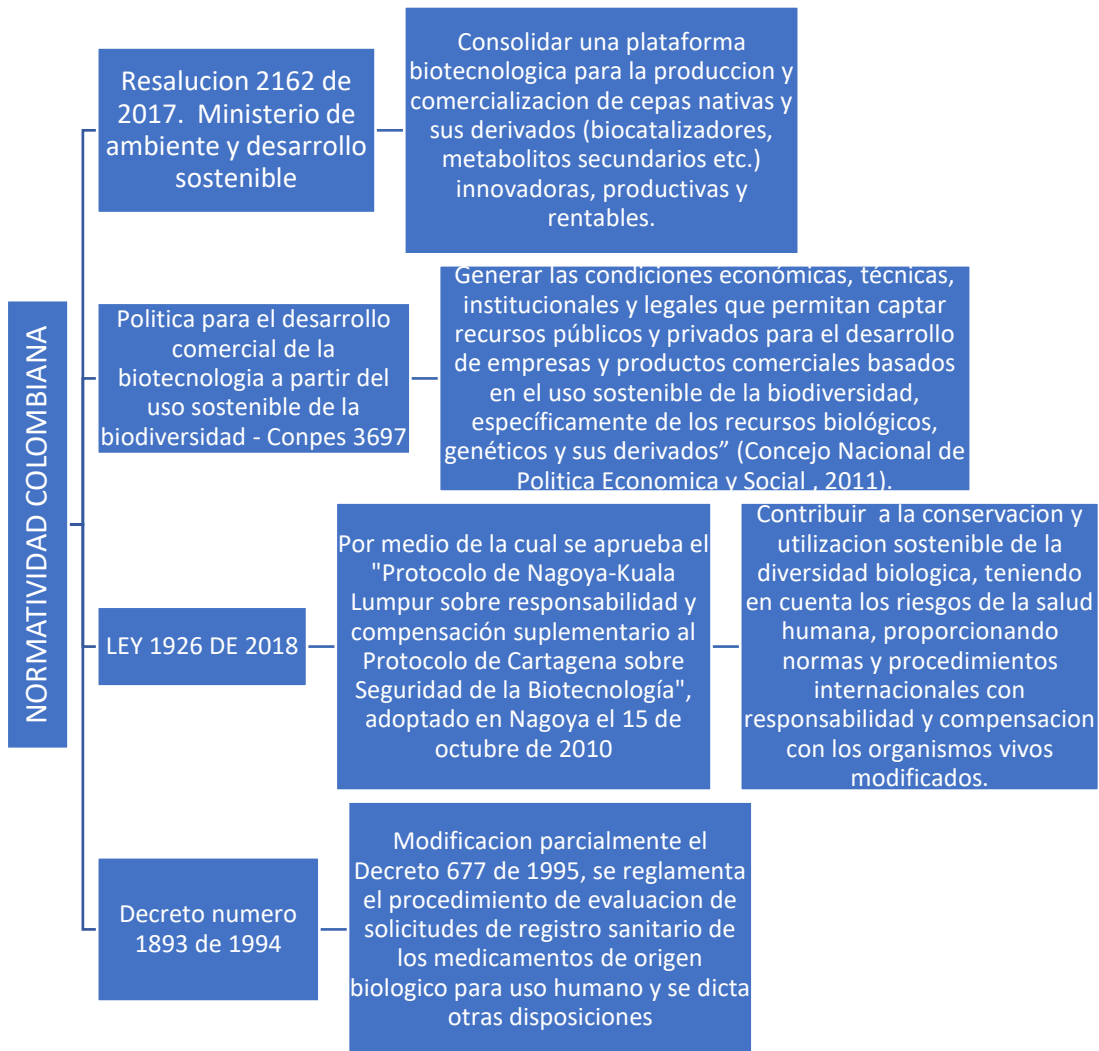 NORMATIVIDAD COLOMBIANA
Resalucion 2162 de
2017.  Ministerio de
ambiente y desarrollo
sostenible
Consolidar una plataforma
biotecnologica para la produccion y
comercializacion de cepas nativas y
sus derivados (biocatalizadores,
metabolitos secundarios etc.)
innovadoras, productivas y
rentables.
Politica para el desarrollo
comercial de la
biotecnologia a partir del
uso sostenible de la
biodiversidad - Conpes 3697
Generar las condiciones económicas, técnicas,
institucionales y legales que permitan captar
recursos públicos y privados para el desarrollo
de empresas y productos comerciales basados
en el uso sostenible de la biodiversidad,
específicamente de los recursos biológicos,
genéticos y sus derivados” (Concejo Nacional de
Politica Economica y Social , 2011).
LEY 1926 DE 2018
Por medio de la cual se aprueba el
"Protocolo de Nagoya-Kuala
Lumpur sobre responsabilidad y
compensación suplementario al
Protocolo de Cartagena sobre
Seguridad de la Biotecnología",
adoptado en Nagoya el 15 de
octubre de 2010
Contribuir  a la conservacion y
utilizacion sostenible de la
diversidad biologica, teniendo
en cuenta los riesgos de la salud
humana, proporcionando
normas y procedimientos
internacionales con
responsabilidad y compensacion
con los organismos vivos
modificados.
Decreto numero
1893 de 1994
Modificacion parcialmente el
Decreto 677 de 1995, se reglamenta
el procedimiento de evaluacion de
solicitudes de registro sanitario de
los medicamentos de origen
biologico para uso humano y se dicta
otras disposiciones